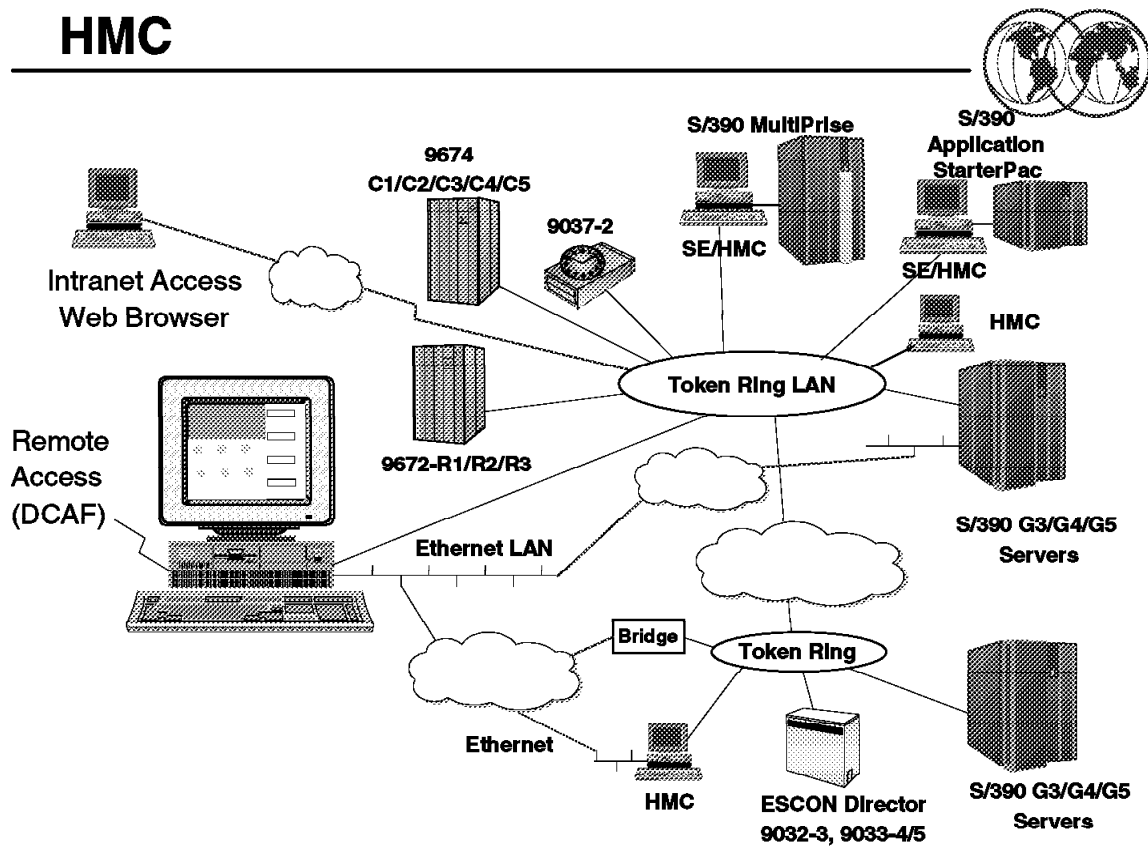 HMC
S/390 MultiPrise
S/390
Application
StarterPac
9674
C1/C2/C3/C4/C5
9037-2
SE/HMC
SE/HMC
Intranet Access
Web Browser
HMC
Token Ring LAN
9672-R1/R2/R3
Remote
Access
(DCAF)
S/390 G3/G4/G5
Servers
Ethernet LAN
Bridge
Token Ring
Ethernet
HMC
ESCON Director
9032-3, 9033-4/5
S/390 G3/G4/G5
Servers